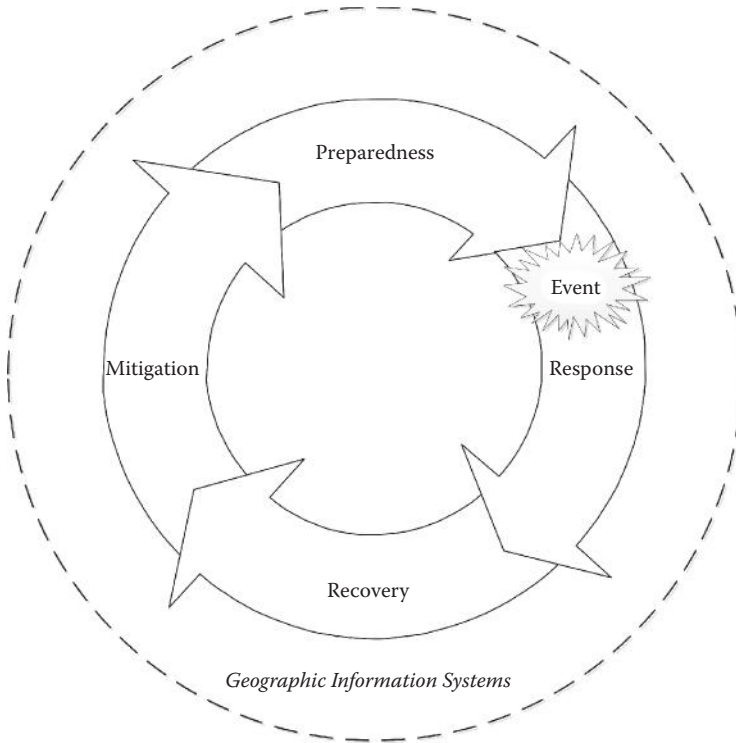 Preparedness
Event
Mitigation
Response
Recovery
Geographic Information Systems